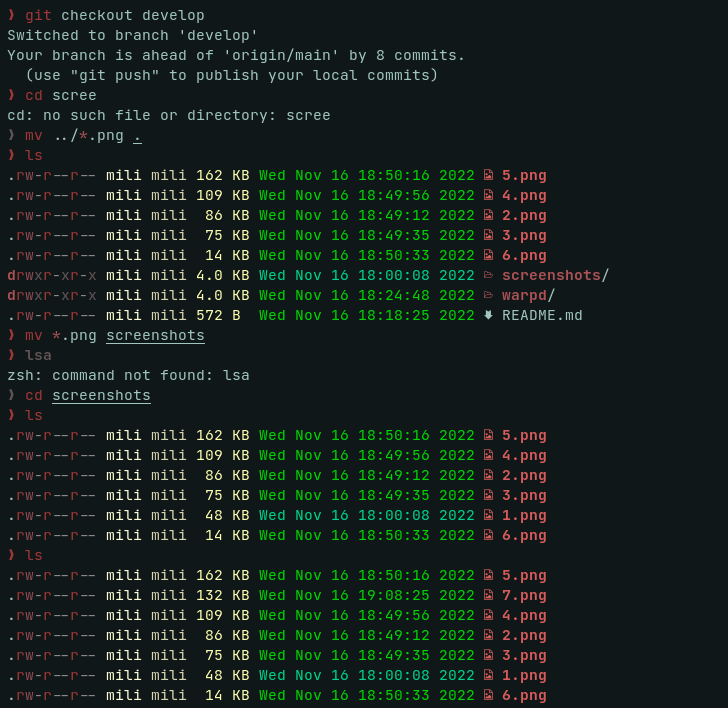 ❱ git checkout develop
Switched to branch 'develop'
Your branch is ahead of 'origin/main' by 8 commits.
  (use "git push" to publish your local commits)
❱ cd scree
cd: no such file or directory: scree
❱ mv ../*.png .
❱ ls
.rw-r--r-- mili mili 162 KB Wed Nov 16 18:50:16 2022 5.png
.rw-r--r-- mili mili 109 KB Wed Nov 16 18:49:56 2022 4.png
.rw-r--r-- mili mili  86 KB Wed Nov 16 18:49:12 2022 2.png
.rw-r--r-- mili mili  75 KB Wed Nov 16 18:49:35 2022 3.png
.rw-r--r-- mili mili  14 KB Wed Nov 16 18:50:33 2022 6.png
drwxr-xr-x mili mili 4.0 KB Wed Nov 16 18:00:08 2022 screenshots/
drwxr-xr-x mili mili 4.0 KB Wed Nov 16 18:24:48 2022 warpd/
.rw-r--r-- mili mili 572 B  Wed Nov 16 18:18:25 2022 README.md
❱ mv *.png screenshots
❱ lsa
zsh: command not found: lsa
❱ cd screenshots
❱ ls
.rw-r--r-- mili mili 162 KB Wed Nov 16 18:50:16 2022 5.png
.rw-r--r-- mili mili 109 KB Wed Nov 16 18:49:56 2022 4.png
.rw-r--r-- mili mili  86 KB Wed Nov 16 18:49:12 2022 2.png
.rw-r--r-- mili mili  75 KB Wed Nov 16 18:49:35 2022 3.png
.rw-r--r-- mili mili  48 KB Wed Nov 16 18:00:08 2022 1.png
.rw-r--r-- mili mili  14 KB Wed Nov 16 18:50:33 2022 6.png
❱ ls
.rw-r--r-- mili mili 162 KB Wed Nov 16 18:50:16 2022 5.png
.rw-r--r-- mili mili 132 KB Wed Nov 16 19:08:25 2022 7.png
.rw-r--r-- mili mili 109 KB Wed Nov 16 18:49:56 2022 4.png
.rw-r--r-- mili mili  86 KB Wed Nov 16 18:49:12 2022 2.png
.rw-r--r-- mili mili  75 KB Wed Nov 16 18:49:35 2022 3.png
.rw-r--r-- mili mili  48 KB Wed Nov 16 18:00:08 2022 1.png
.rw-r--r-- mili mili  14 KB Wed Nov 16 18:50:33 2022 6.png